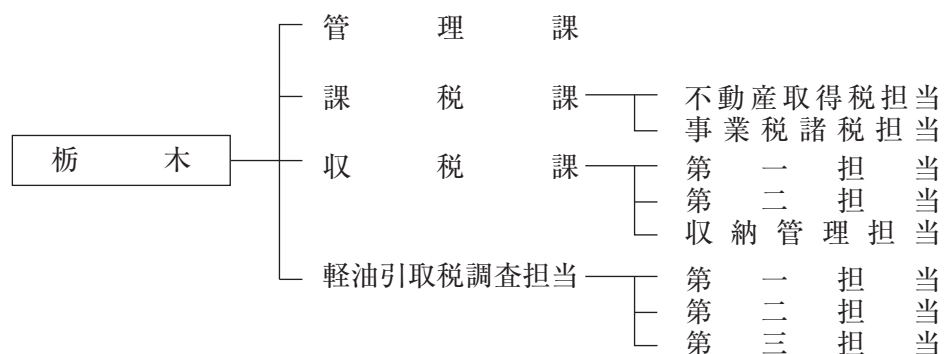 管理課
課税課 不動産取得税担当
事業税諸税担当
栃木 収税課 第一担当
第二担当
収納管理担当
軽油引取税調査担当 第一担当
第二担当
第三担当